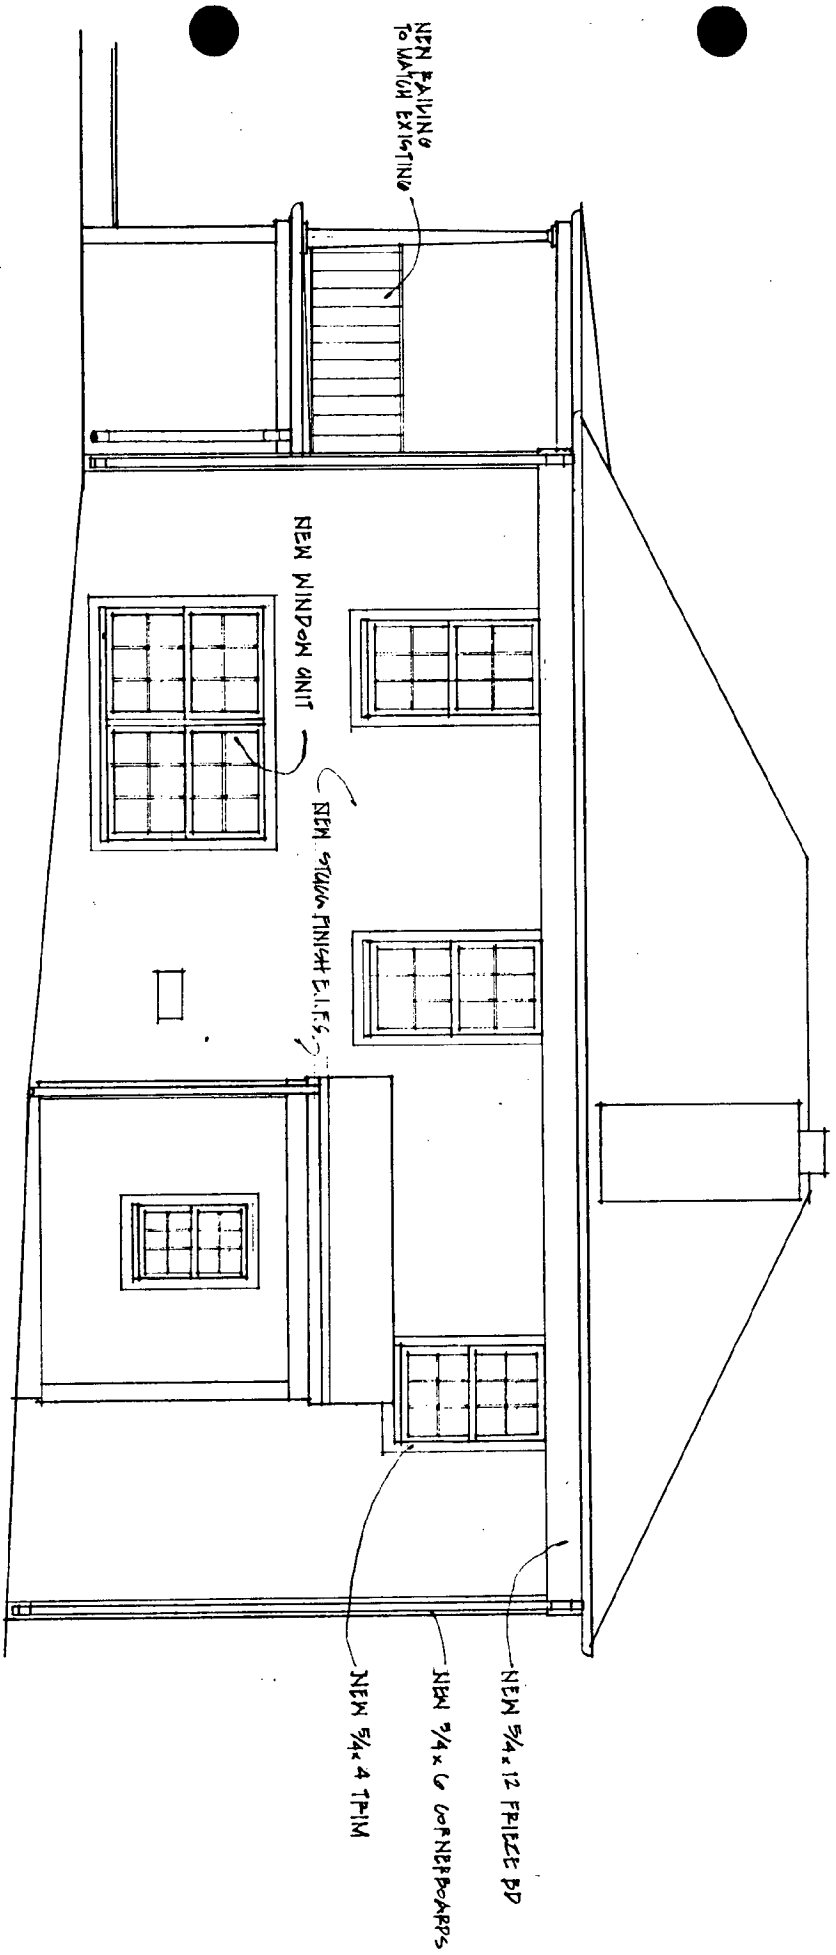 NEW RAILING
TO MATCH EXISTING
NEW WINDOW UNIT
NEW STUCCO FINISH E.I.F.S.
NEW 5/4 x 12 FRIEZE BD
NEW 5/4 x 6 CORNERBOARDS
NEW 5/4 x 4 TRIM